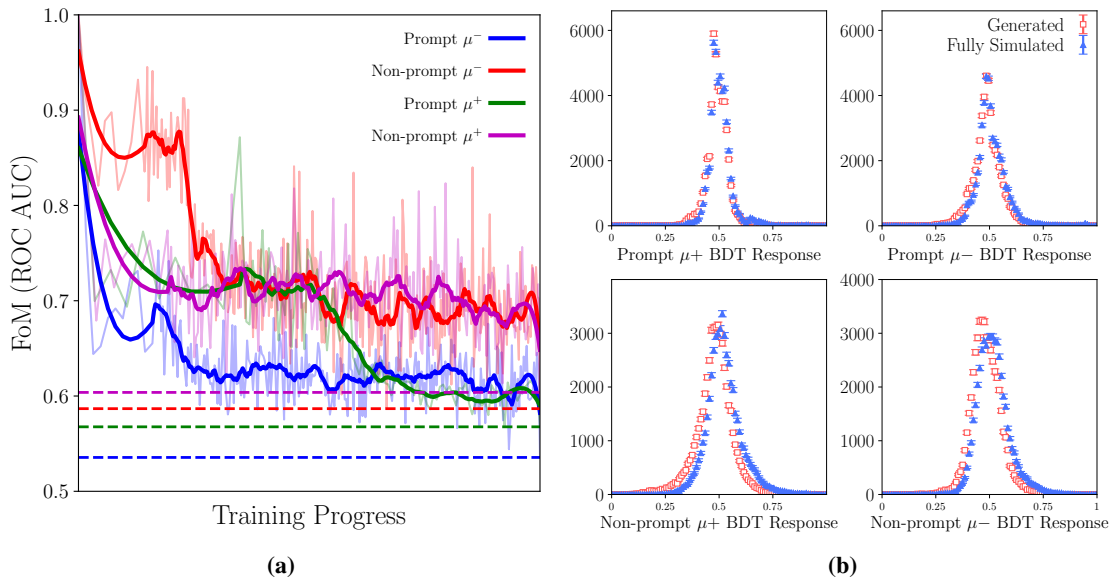 1.0
0.9
0.8
0.7
0.6
0.5
FoM (ROC AUC)
Training Progress
Prompt μ−
Non-prompt μ−
Prompt μ+
Non-prompt μ+
(a)
6000
4000
2000
0
0 0.25 0.5 0.75
Prompt μ+ BDT Response
Generated
Fully Simulated
6000
4000
2000
0
0 0.25 0.5 0.75
Prompt μ− BDT Response
4000
3000
2000
1000
0
0 0.25 0.5 0.75
Non-prompt μ+ BDT Response
4000
3000
2000
1000
0
0 0.25 0.5 0.75 1
Non-prompt μ− BDT Response
(b)